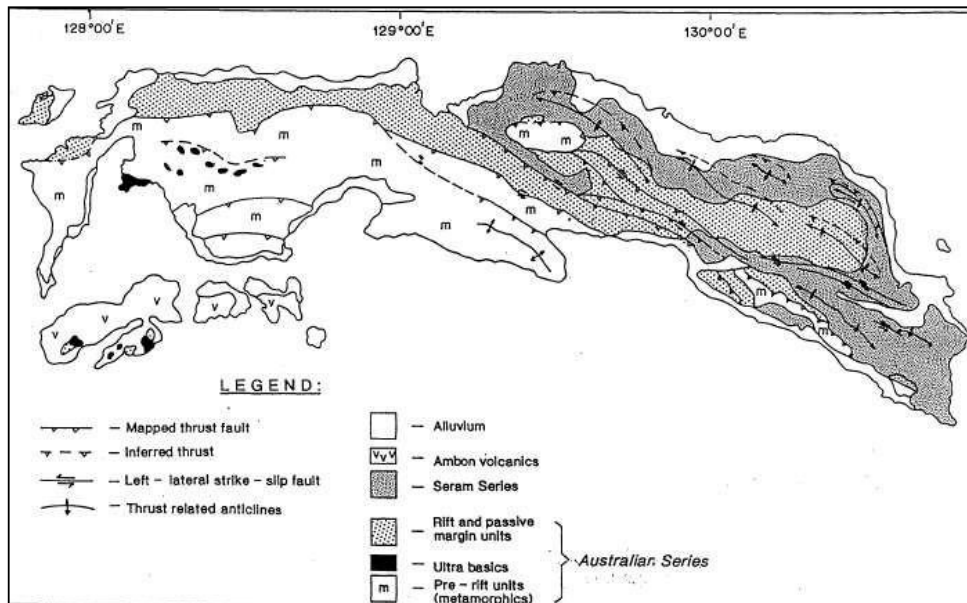 128°00'E 129°00'E 130°00'E
m m
m m m
m
m m
m
m
m
m
m
m
v v v
v v
v
LEGEND:
– Mapped thrust fault
– Inferred thrust
– Left – lateral strike – slip fault
– Thrust related anticlines
– Alluvium
v v v – Ambon volcanics
– Seram Series
– Rift and passive margin units
– Ultra basics
m – Pre – rift units (metamorphics)
Australian Series